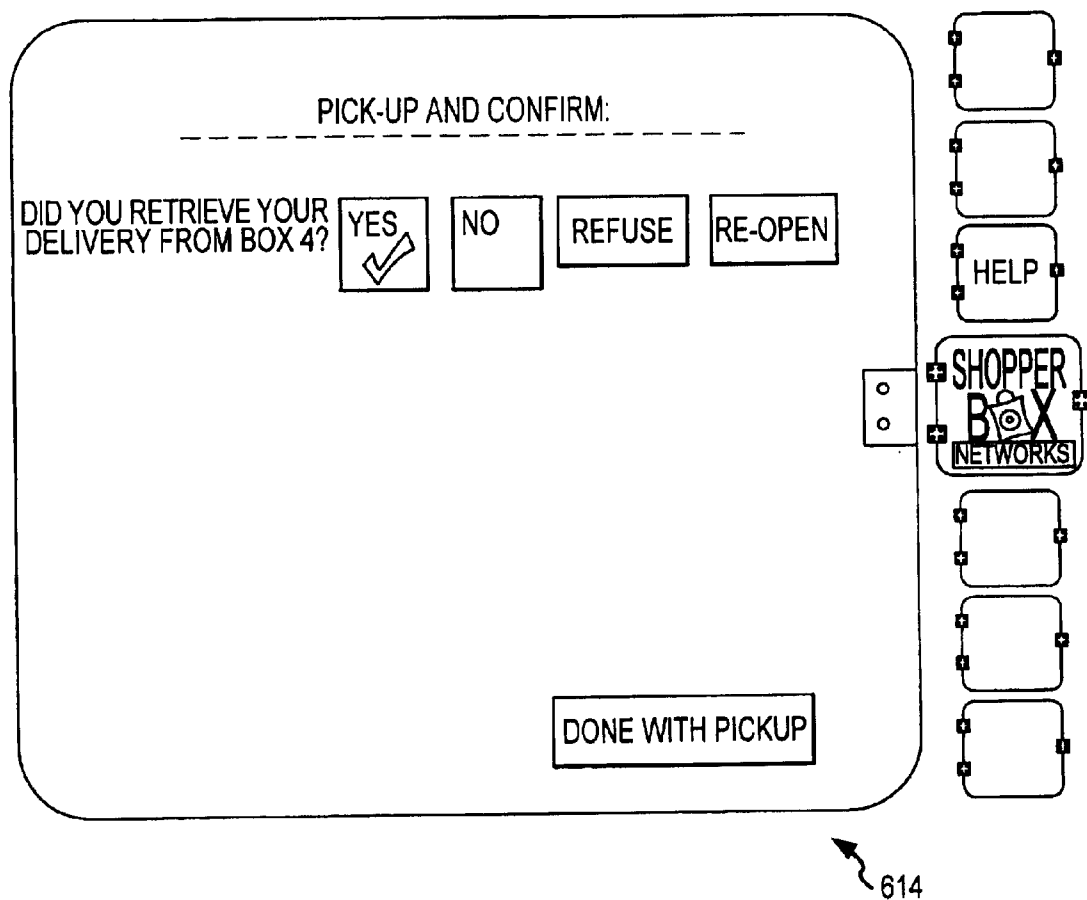 PICK-UP AND CONFIRM:
DID YOU RETRIEVE YOUR
DELIVERY FROM BOX 4?
YES
NO
REFUSE
RE-OPEN
HELP
SHOPPER
BOX
NETWORKS
DONE WITH PICKUP
614